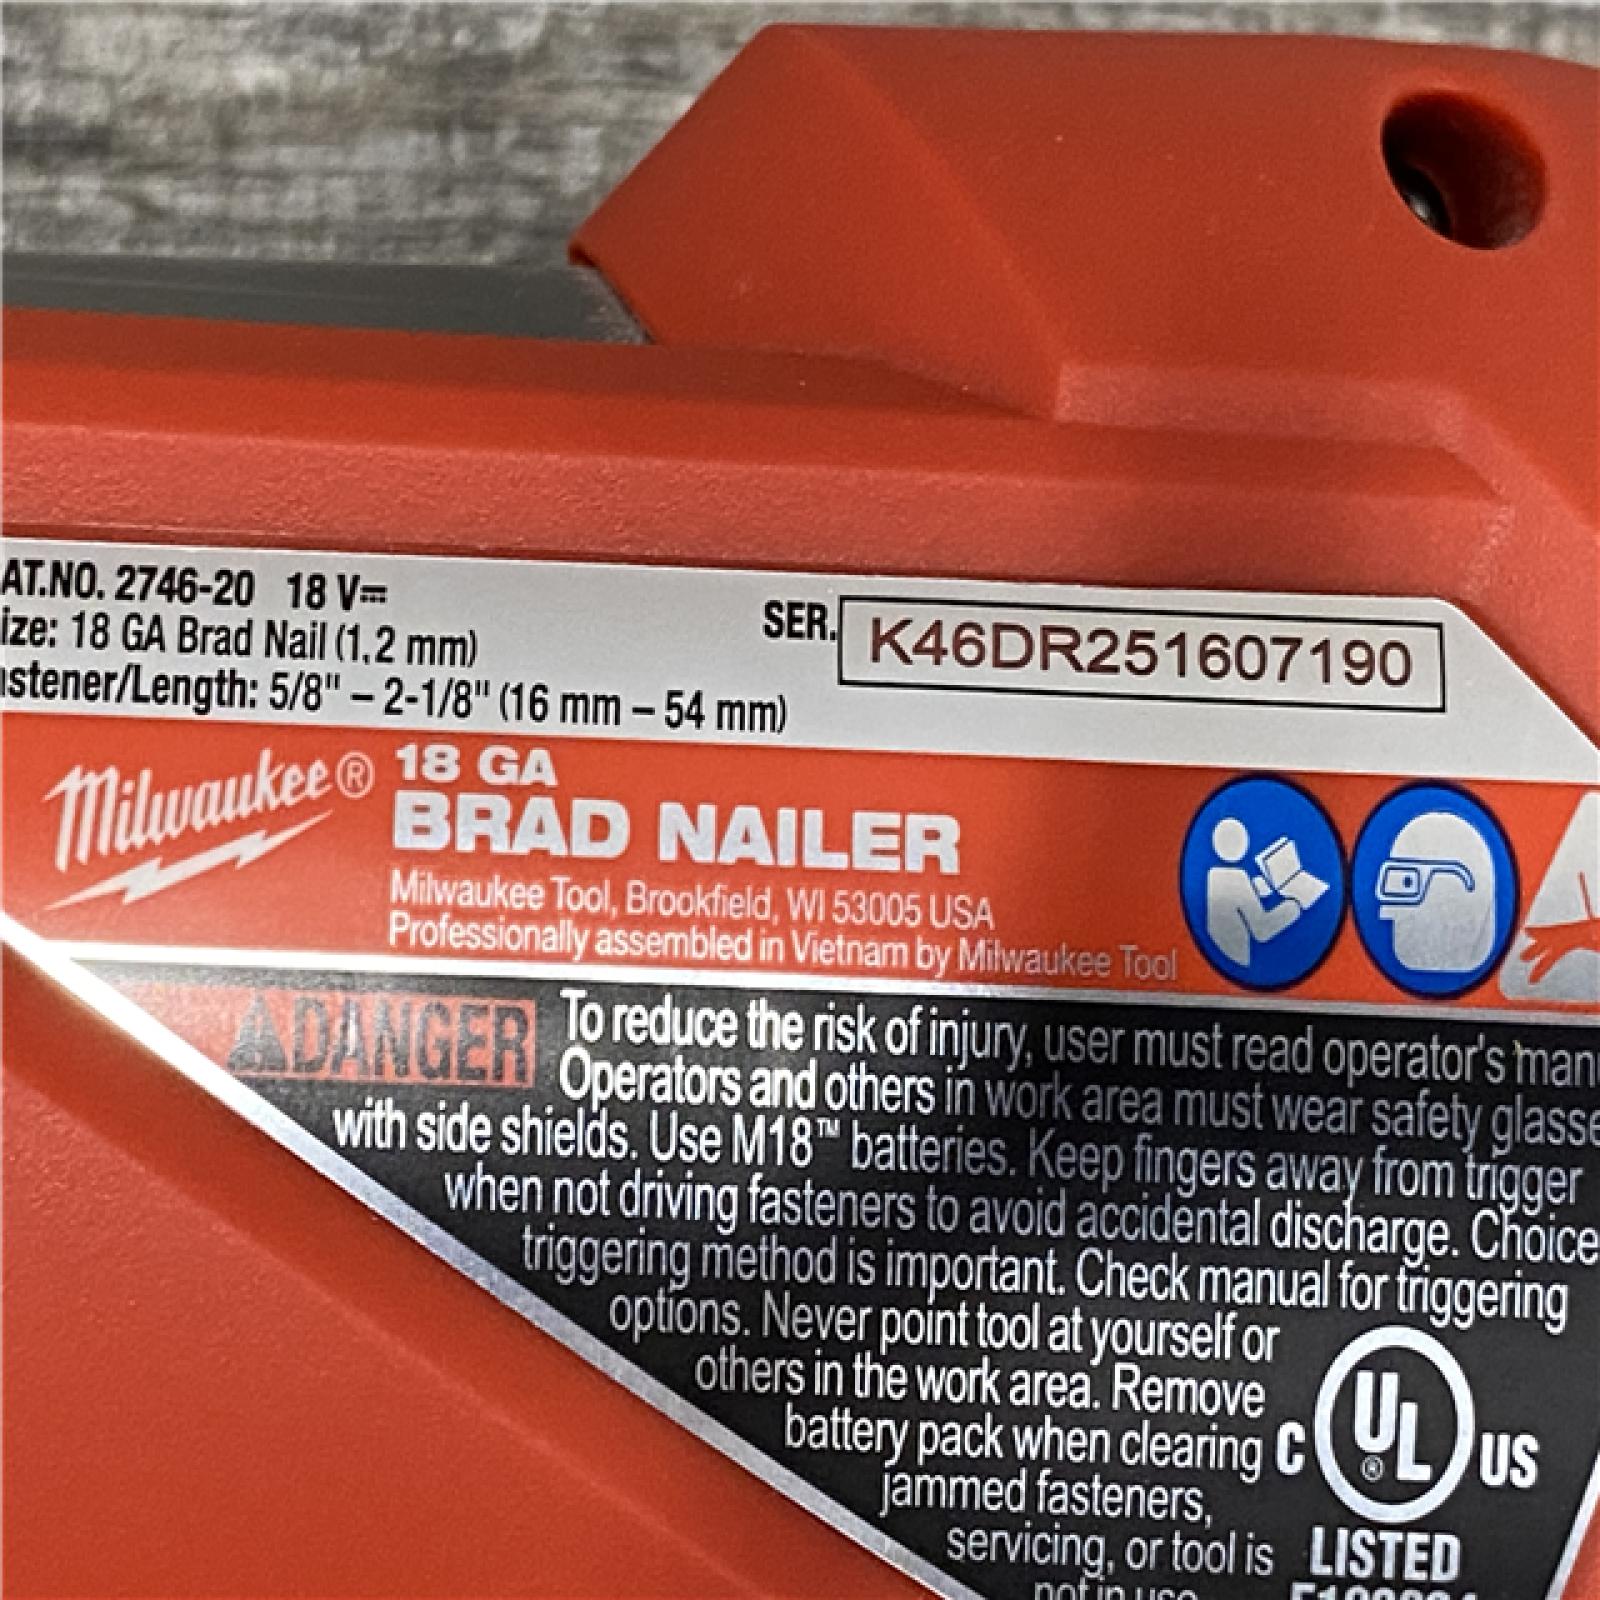 AT.NO. 2746-20 18 V⎓
ize: 18 GA Brad Nail (1.2 mm)
stener/Length: 5/8" – 2-1/8" (16 mm – 54 mm)
SER. K46DR251607190
Milwaukee®
18 GA
BRAD NAILER
Milwaukee Tool, Brookfield, WI 53005 USA
Professionally assembled in Vietnam by Milwaukee Tool
DANGER To reduce the risk of injury, user must read operator's manu
Operators and others in work area must wear safety glasse
with side shields. Use M18™ batteries. Keep fingers away from trigger
when not driving fasteners to avoid accidental discharge. Choice
triggering method is important. Check manual for triggering
options. Never point tool at yourself or
others in the work area. Remove
battery pack when clearing
jammed fasteners,
servicing, or tool is
not in use
C UL® US
LISTED